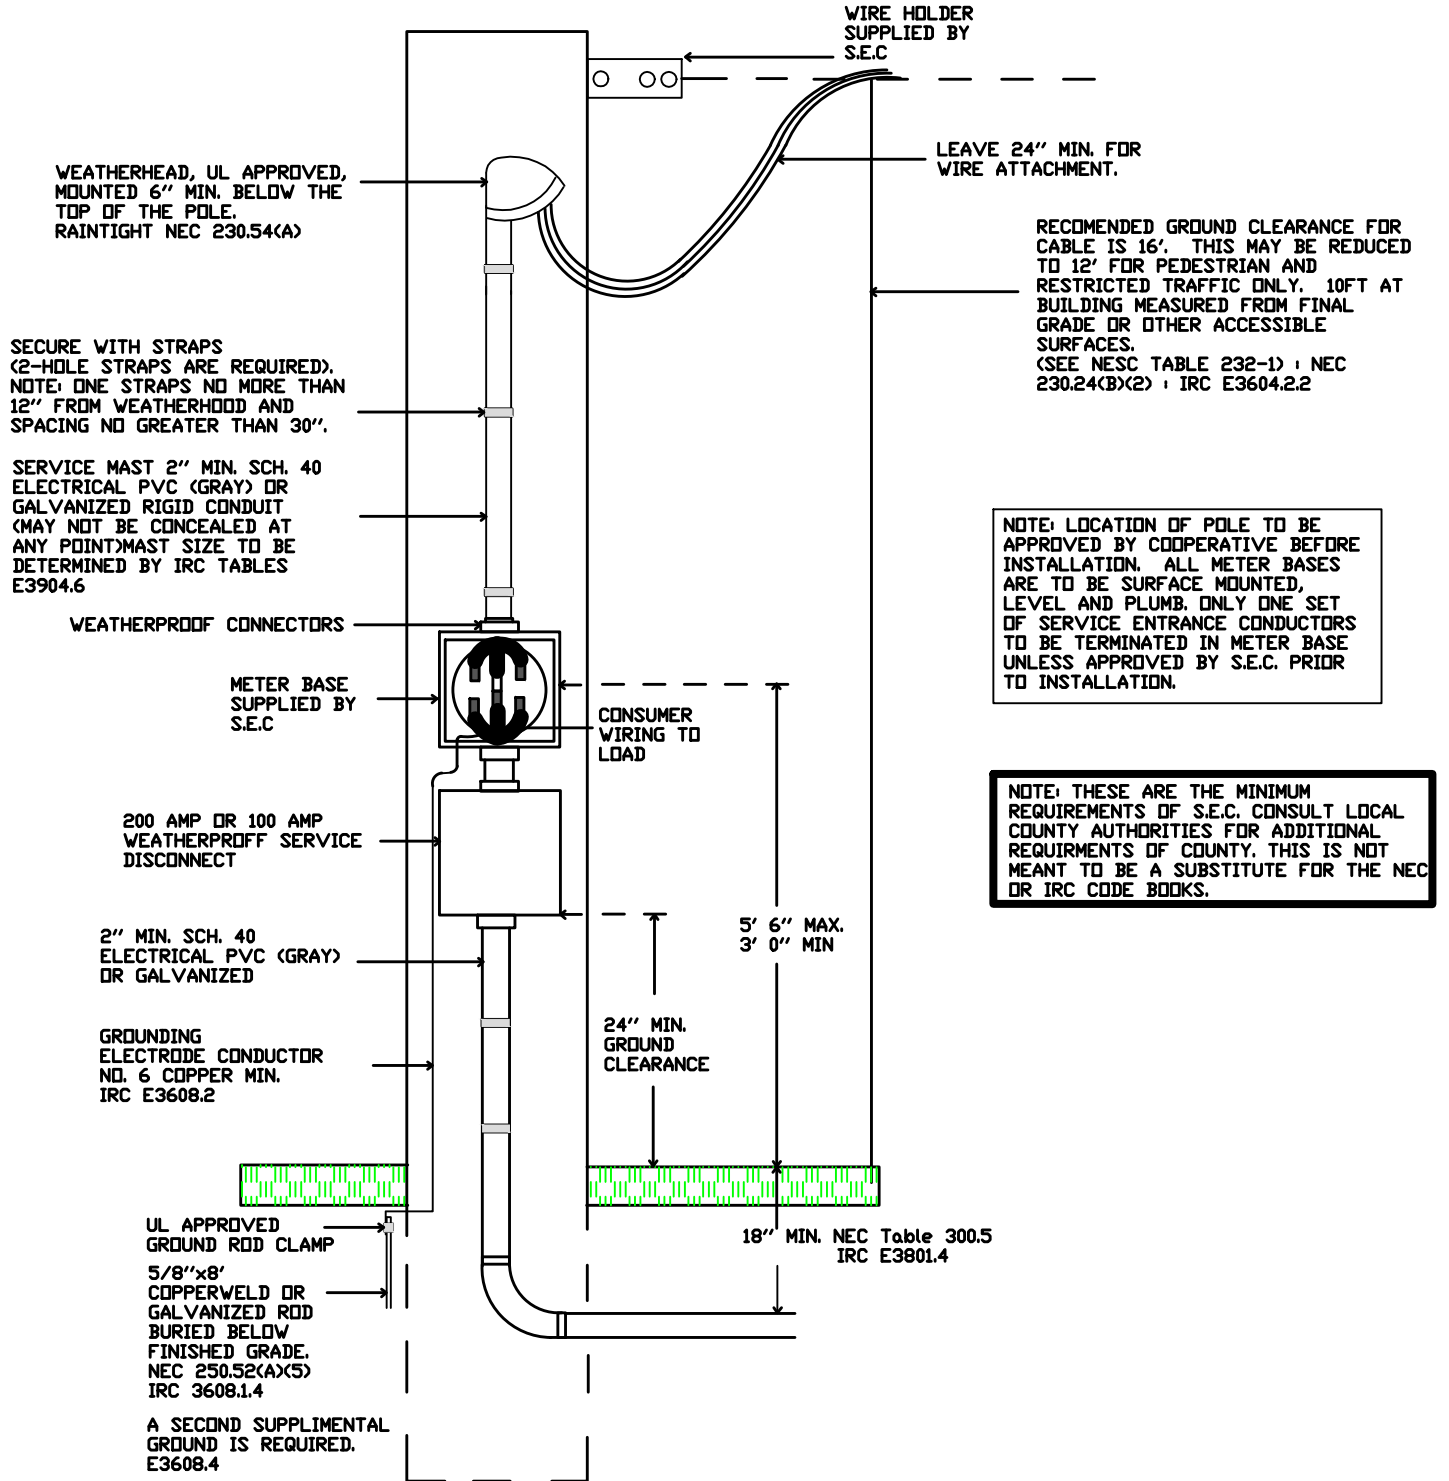 WIRE HOLDER
SUPPLIED BY
S.E.C
WEATHERHEAD, UL APPROVED,
MOUNTED 6" MIN. BELOW THE
TOP OF THE POLE.
RAINTIGHT NEC 230.54(A)
LEAVE 24" MIN. FOR
WIRE ATTACHMENT.
RECOMENDED GROUND CLEARANCE FOR
CABLE IS 16'. THIS MAY BE REDUCED
TO 12' FOR PEDESTRIAN AND
RESTRICTED TRAFFIC ONLY. 10FT AT
BUILDING MEASURED FROM FINAL
GRADE OR OTHER ACCESSIBLE
SURFACES.
(SEE NESC TABLE 232-1) : NEC
230.24(B)(2) : IRC E3604.2.2
SECURE WITH STRAPS
(2-HOLE STRAPS ARE REQUIRED).
NOTE: ONE STRAPS NO MORE THAN
12" FROM WEATHERHOOD AND
SPACING NO GREATER THAN 30".
SERVICE MAST 2" MIN. SCH. 40
ELECTRICAL PVC (GRAY) OR
GALVANIZED RIGID CONDUIT
(MAY NOT BE CONCEALED AT
ANY POINT)MAST SIZE TO BE
DETERMINED BY IRC TABLES
E3904.6
NOTE: LOCATION OF POLE TO BE
APPROVED BY COOPERATIVE BEFORE
INSTALLATION. ALL METER BASES
ARE TO BE SURFACE MOUNTED,
LEVEL AND PLUMB. ONLY ONE SET
OF SERVICE ENTRANCE CONDUCTORS
TO BE TERMINATED IN METER BASE
UNLESS APPROVED BY S.E.C. PRIOR
TO INSTALLATION.
WEATHERPROOF CONNECTORS
METER BASE
SUPPLIED BY
S.E.C
CONSUMER
WIRING TO
LOAD
NOTE: THESE ARE THE MINIMUM
REQUIREMENTS OF S.E.C. CONSULT LOCAL
COUNTY AUTHORITIES FOR ADDITIONAL
REQUIRMENTS OF COUNTY. THIS IS NOT
MEANT TO BE A SUBSTITUTE FOR THE NEC
OR IRC CODE BOOKS.
200 AMP OR 100 AMP
WEATHERPROFF SERVICE
DISCONNECT
5' 6" MAX.
3' 0" MIN
2" MIN. SCH. 40
ELECTRICAL PVC (GRAY)
OR GALVANIZED
24" MIN.
GROUND
CLEARANCE
GROUNDING
ELECTRODE CONDUCTOR
NO. 6 COPPER MIN.
IRC E3608.2
UL APPROVED
GROUND ROD CLAMP
18" MIN. NEC Table 300.5
IRC E3801.4
5/8"x8'
COPPERWELD OR
GALVANIZED ROD
BURIED BELOW
FINISHED GRADE.
NEC 250.52(A)(5)
IRC 3608.1.4
A SECOND SUPPLIMENTAL
GROUND IS REQUIRED.
E3608.4